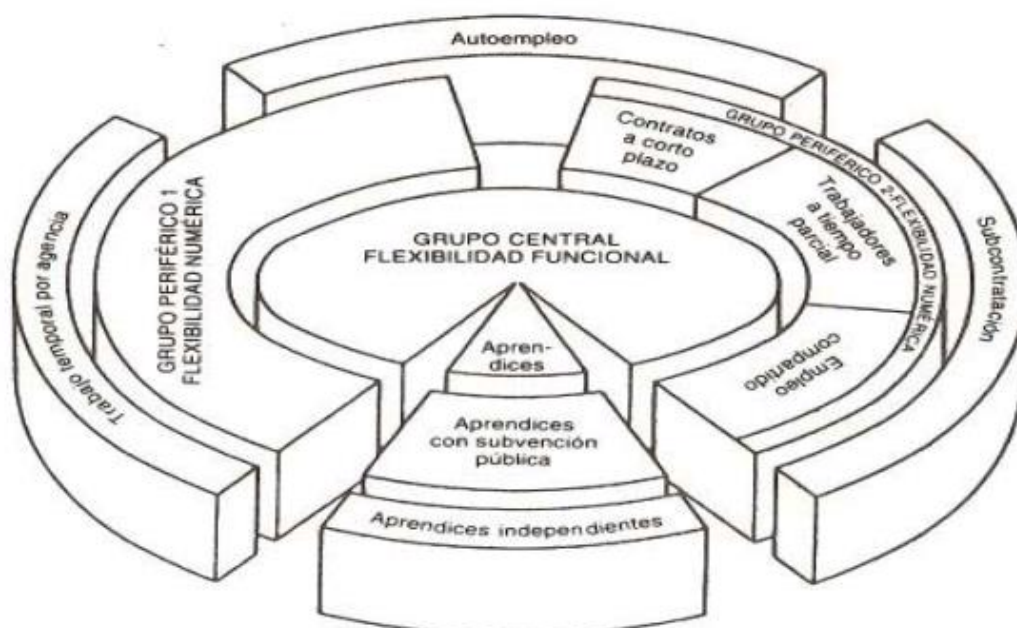 Autoempleo
GRUPO PERIFÉRICO 2-FLEXIBILIDAD NUMÉRICA
Contratos
a corto
plazo
Trabajadores
a tiempo
parcial
Empleo
compartido
Subcontratación
GRUPO CENTRAL
FLEXIBILIDAD FUNCIONAL
GRUPO PERIFÉRICO 1
FLEXIBILIDAD NUMÉRICA
Trabajo temporal por agencia
Apren-
dices
Aprendices
con subvención
pública
Aprendices independientes